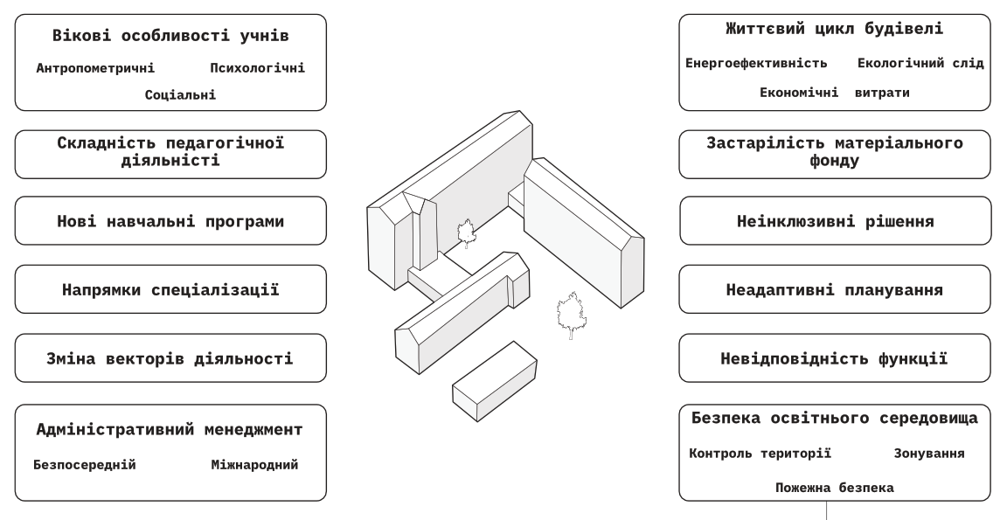 Вікові особливості учнів
Антропометричні Психологічні
Соціальні
Складність педагогічної
діяльністі
Нові навчальні програми
Напрямки спеціалізації
Зміна векторів діяльності
Адміністративний менеджмент
Безпосередній Міжнародний
Життєвий цикл будівелі
Енергоефективність Екологічний слід
Економічні витрати
Застарілість матеріального
фонду
Неінклюзивні рішення
Неадаптивні планування
Невідповідність функції
Безпека освітнього середовища
Контроль території Зонування
Пожежна безпека